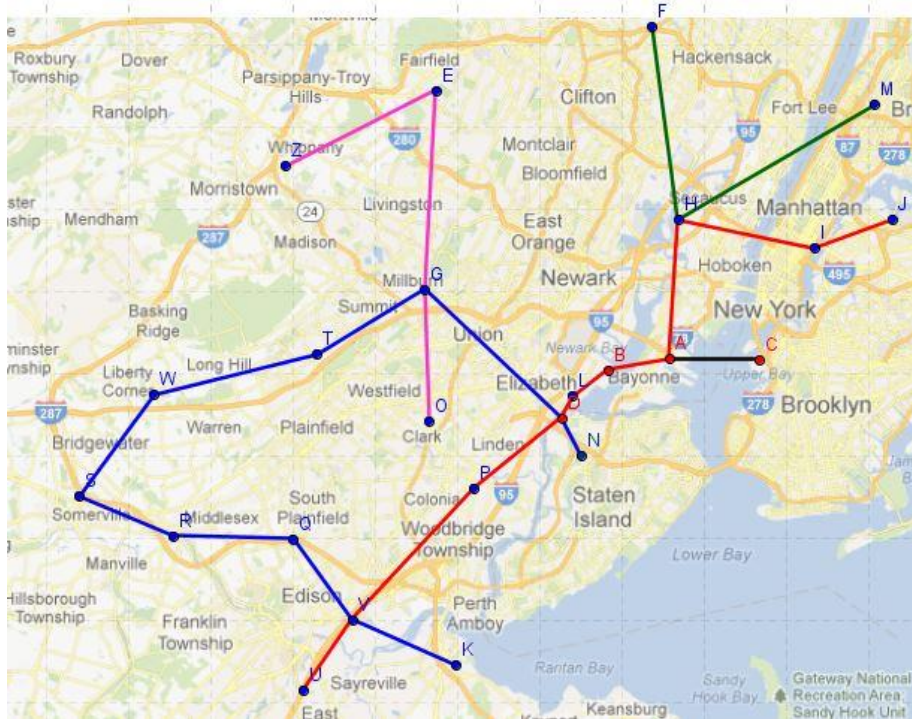 Montville
F
Roxbury
Township
Dover
Fairfield
Hackensack
Parsippany-Troy
Hills
E
Clifton
M
Randolph
Fort Lee
Br
95
280
87
278
Whippany
Z
Montclair
Bloomfield
Morristown
Livingston
Secaucus
H
Manhattan
J
24
Mendham
287
Madison
East
Orange
I
Hoboken
495
Newark
Millburn
G
Basking
Ridge
Summit
New York
Union
95
T
Newark Bay
A
C
Long Hill
B
Bayonne
Upper Bay
Liberty
Corner
W
Westfield
Elizabeth
L
278
Brooklyn
287
O
D
Bridgewater
Warren
Plainfield
Clark
Linden
N
S
P
Somerville
Middlesex
South
Plainfield
Colonia
95
Staten
Island
R
Q
Woodbridge
Township
Manville
Lower Bay
Hillsborough
Township
Edison
V
Perth
Amboy
Franklin
Township
K
U
Sayreville
Raritan Bay
Sandy
Hook Bay
Gateway National
Recreation Area:
Sandy Hook Unit
East
Keansburg